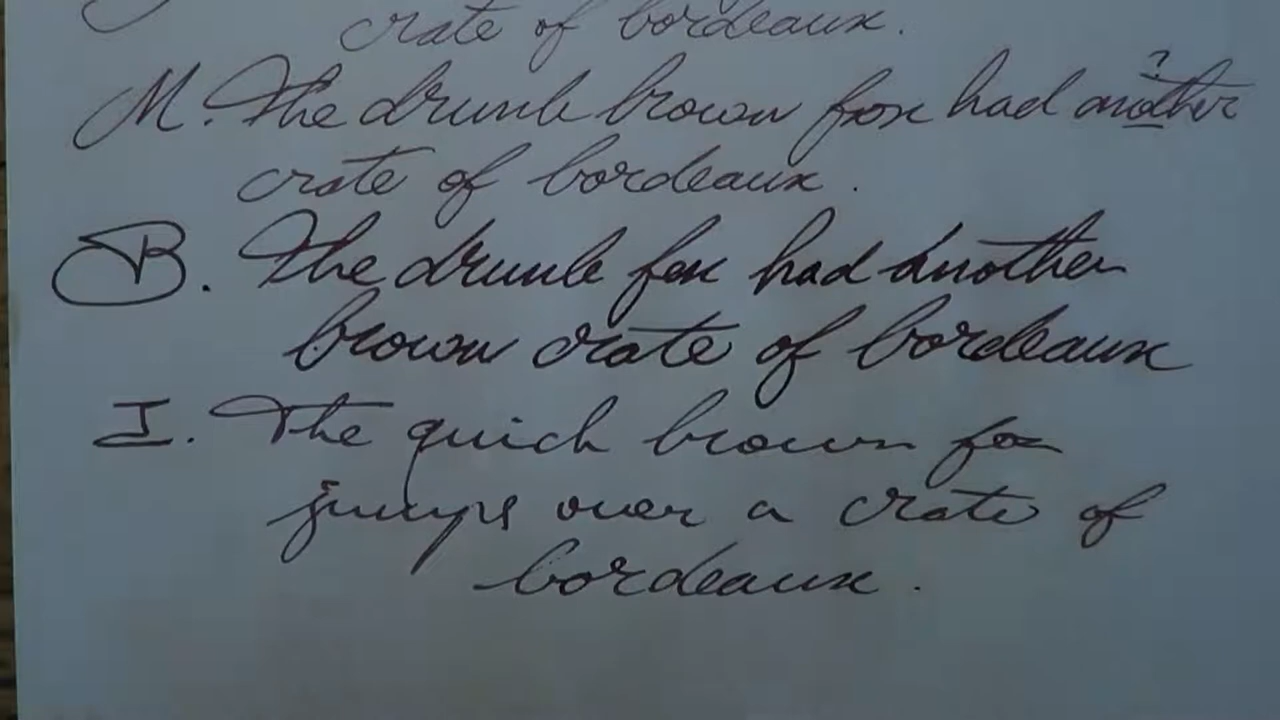 crate of bordeaux.
M. The drunk brown fox had another
crate of bordeaux.
B. The drunk fox had another
brown crate of bordeaux
I. The quick brown fox
jumps over a crate of
bordeaux.